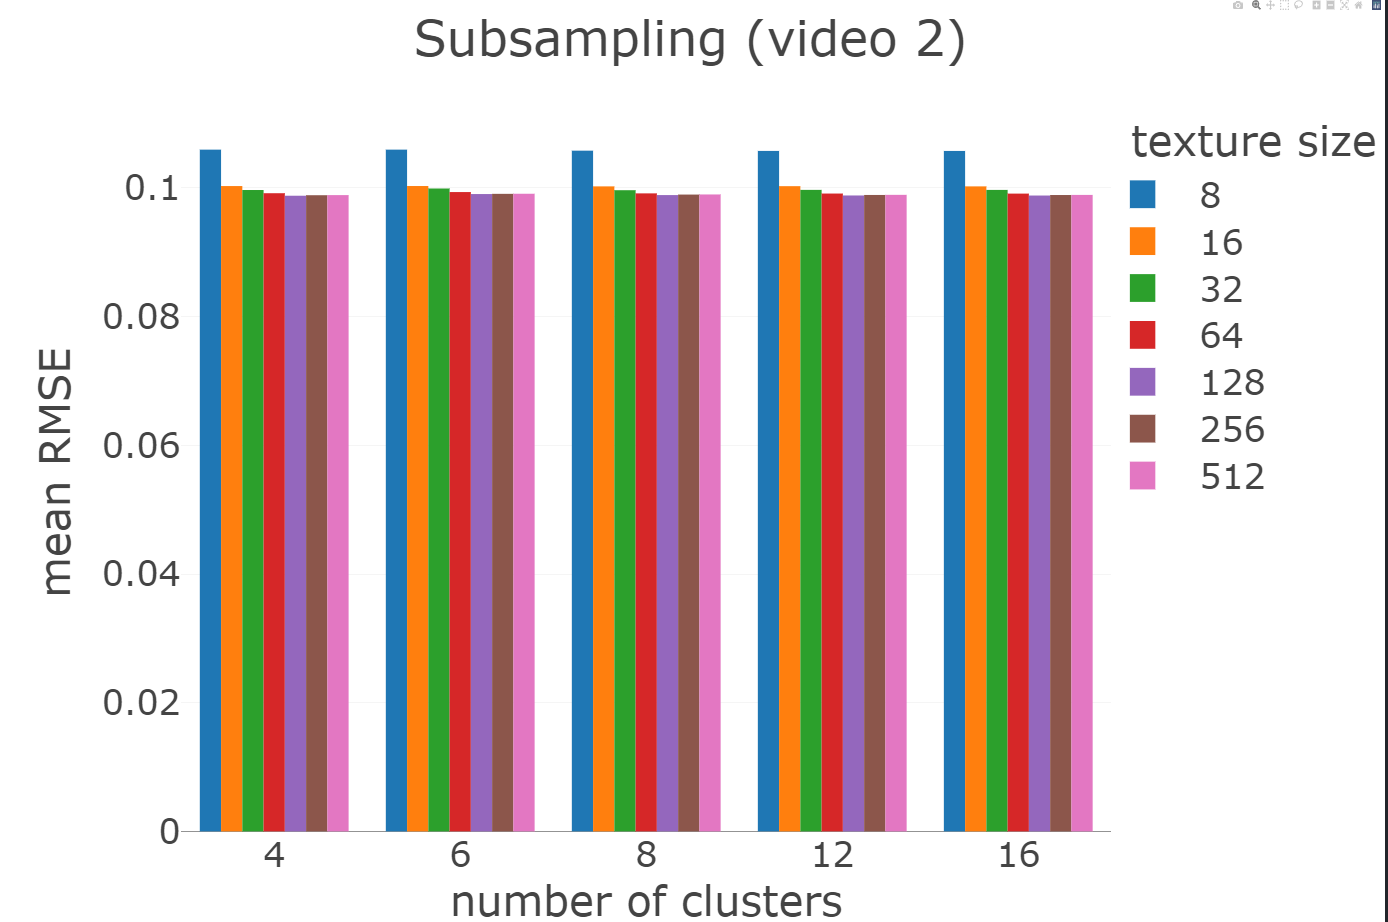 Subsampling (video 2)
texture size
8
16
32
64
128
256
512
mean RMSE
0.1
0.08
0.06
0.04
0.02
0
4 6 8 12 16
number of clusters